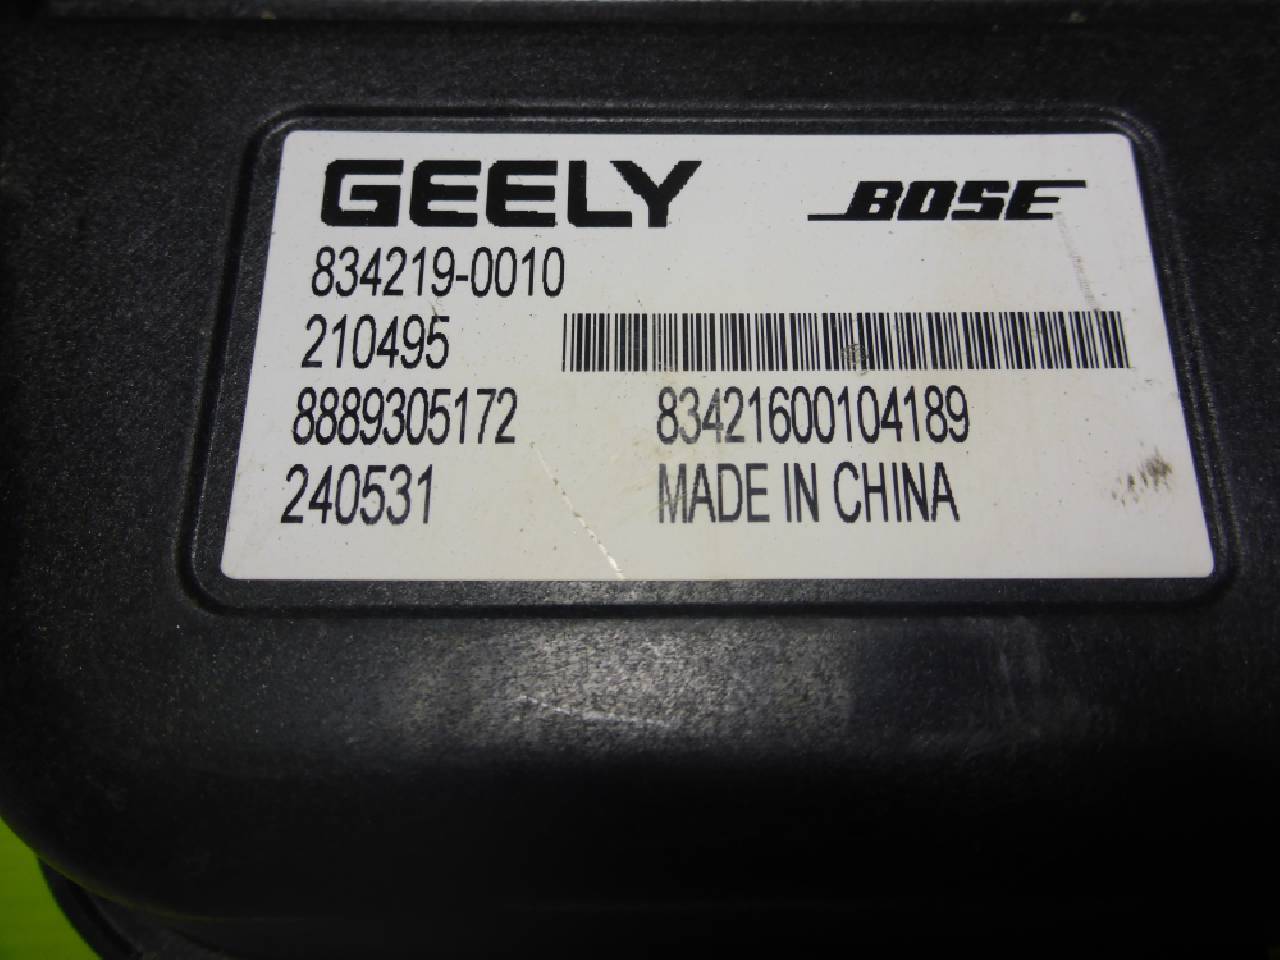 GEELY BOSE
834219-0010
210495
8889305172 83421600104189
240531 MADE IN CHINA